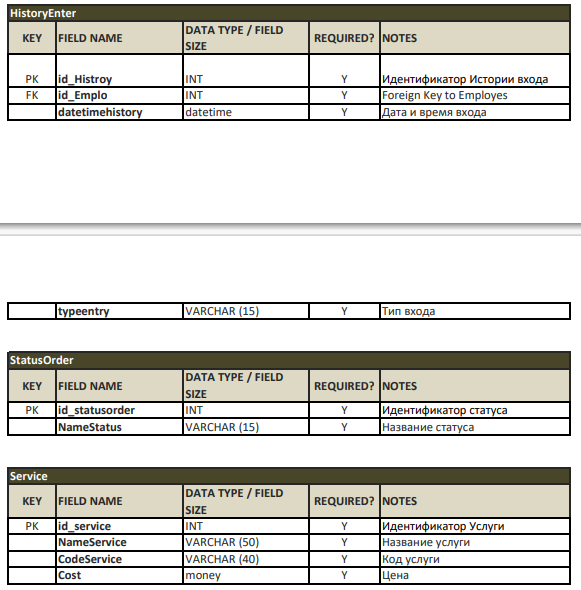 HistoryEnter
KEY FIELD NAME DATA TYPE / FIELD SIZE REQUIRED? NOTES
PK id_Histroy INT Y Идентификатор Истории входа
FK id_Emplo INT Y Foreign Key to Employes
datetimehistory datetime Y Дата и время входа
typeentry VARCHAR (15) Y Тип входа
StatusOrder
KEY FIELD NAME DATA TYPE / FIELD SIZE REQUIRED? NOTES
PK id_statusorder INT Y Идентификатор статуса
NameStatus VARCHAR (15) Y Название статуса
Service
KEY FIELD NAME DATA TYPE / FIELD SIZE REQUIRED? NOTES
PK id_service INT Y Идентификатор Услуги
NameService VARCHAR (50) Y Название услуги
CodeService VARCHAR (40) Y Код услуги
Cost money Y Цена